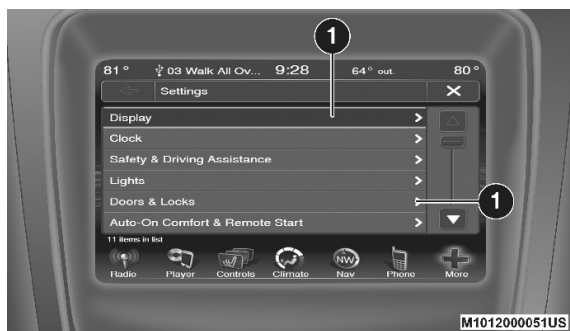 1
81° 03 Walk All Ov... 9:28 64° out. 80°
Settings
Display
Clock
Safety & Driving Assistance
Lights
Doors & Locks
1
Auto-On Comfort & Remote Start
11 items in list
Radio Player Controls Climate NW Nav Phone More
M1012000051US